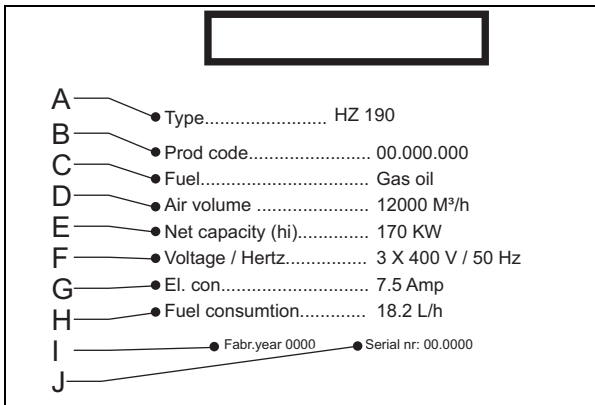 A
Type........................ HZ 190
B
Prod code........................ 00.000.000
C
Fuel................................. Gas oil
D
Air volume ...................... 12000 M³/h
E
Net capacity (hi).............. 170 KW
F
Voltage / Hertz................ 3 X 400 V / 50 Hz
G
El. con............................. 7.5 Amp
H
Fuel consumtion............. 18.2 L/h
I
Fabr.year 0000 Serial nr: 00.0000
J